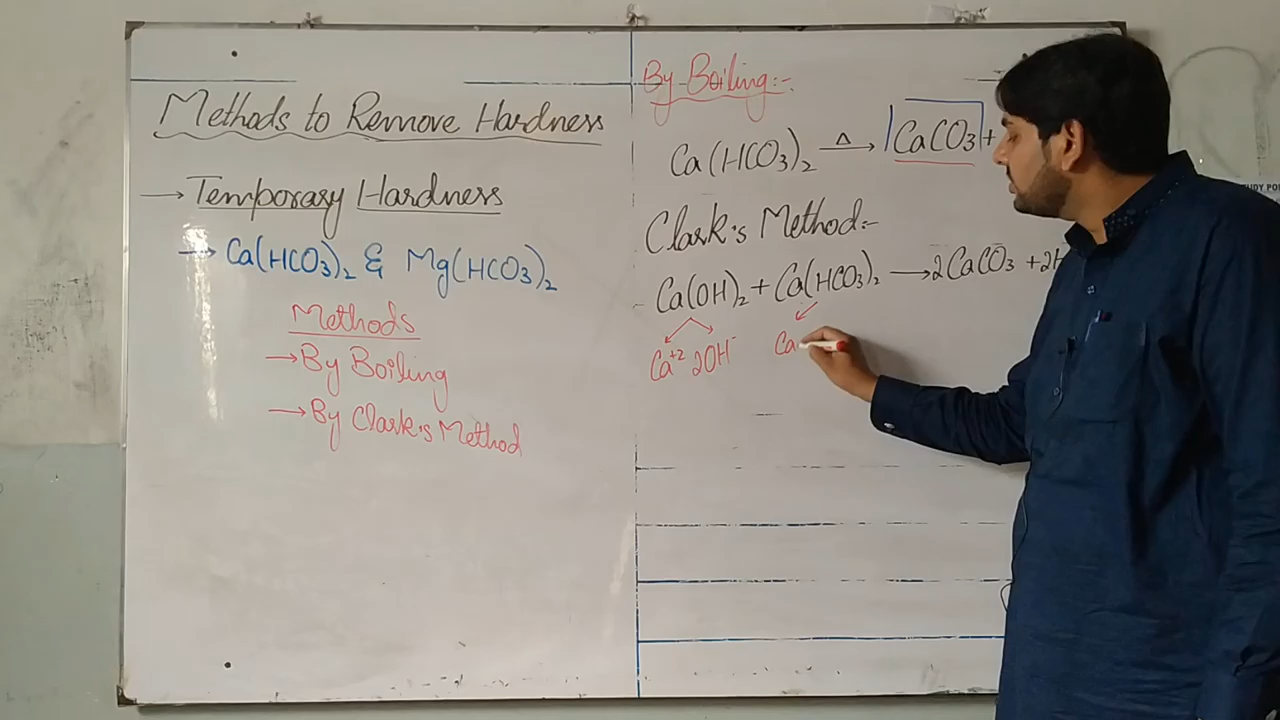 Methods to Remove Hardness
→ Temporary Hardness
→ Ca(HCO3)2 & Mg(HCO3)2
Methods
→ By Boiling
→ By Clark's Method
By Boiling:-
Ca(HCO3)2 —Δ→ CaCO3 +
Clark's Method:-
Ca(OH)2 + Ca(HCO3)2 → 2CaCO3 + 2H
Ca+2 2OH- Ca